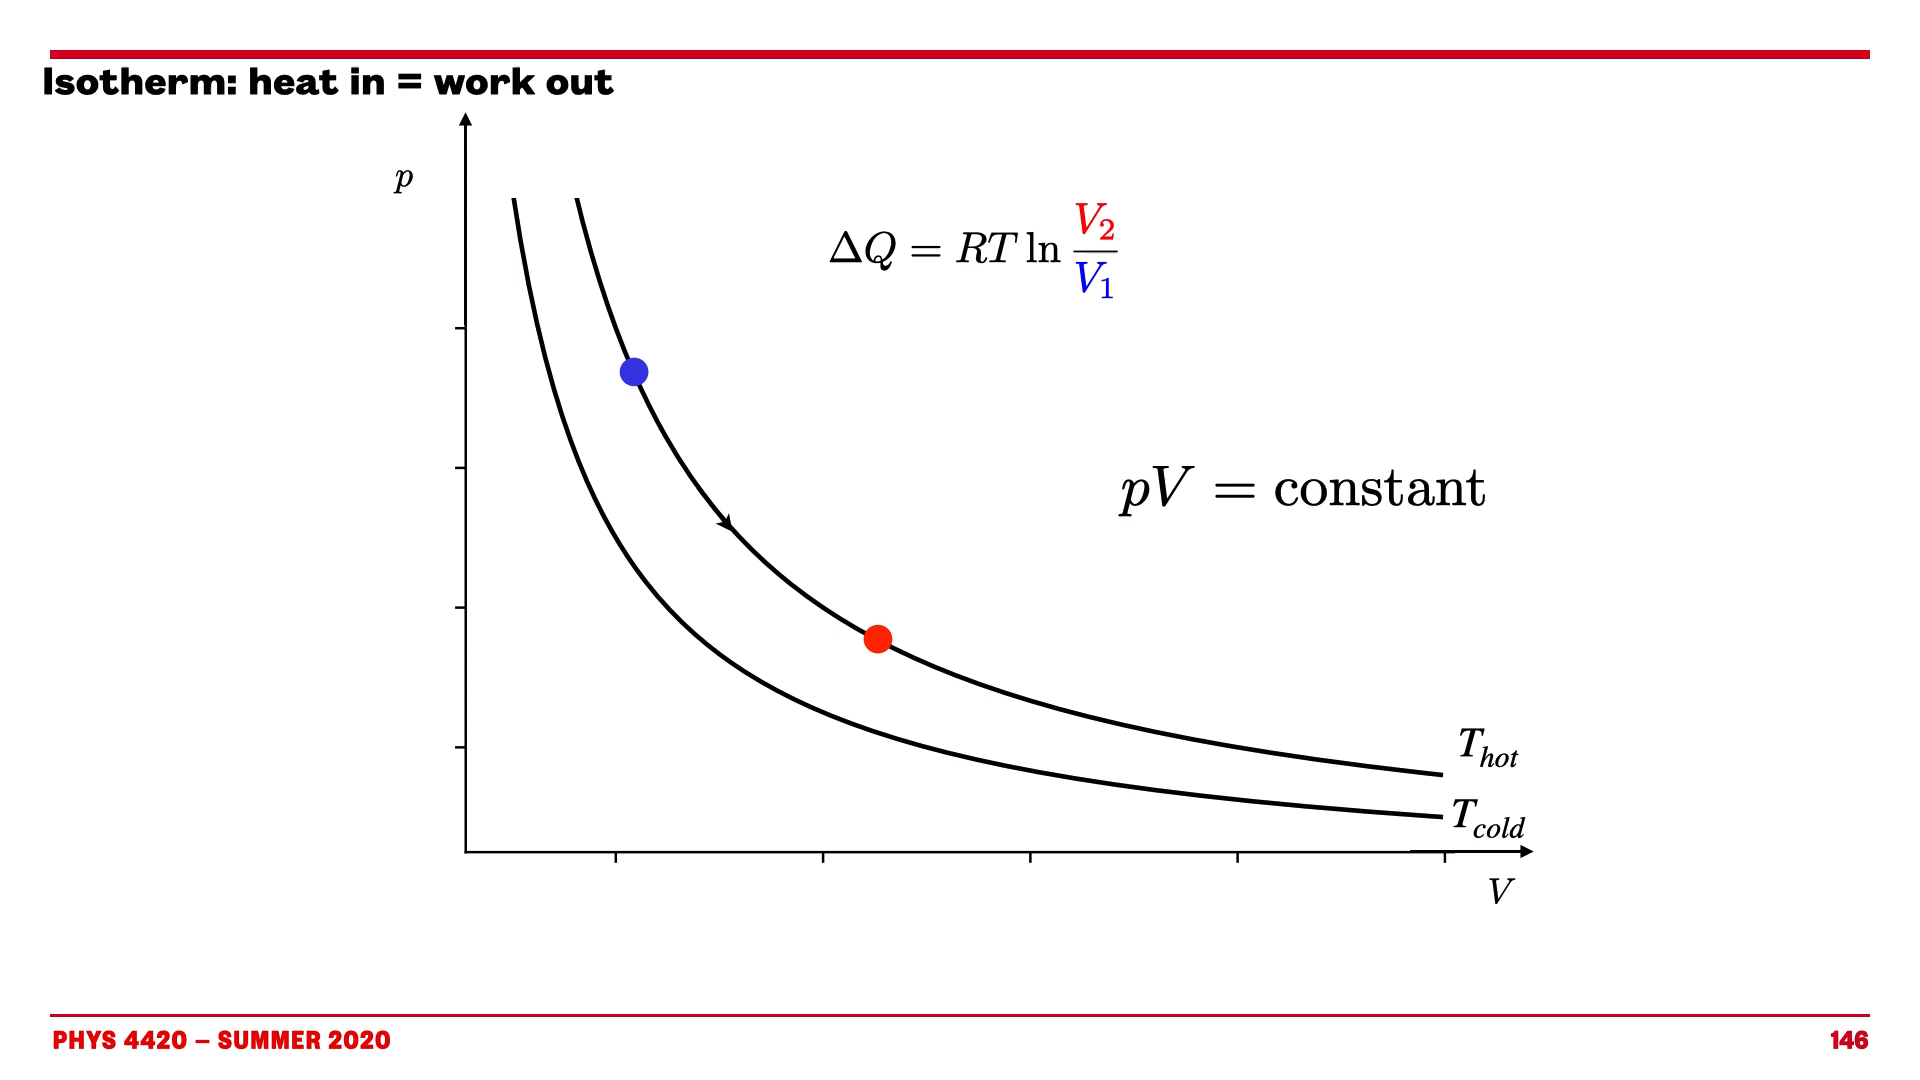 Isotherm: heat in = work out
p
ΔQ = RT ln V₂/V₁
pV = constant
T_hot
T_cold
V
PHYS 4420 – SUMMER 2020
146